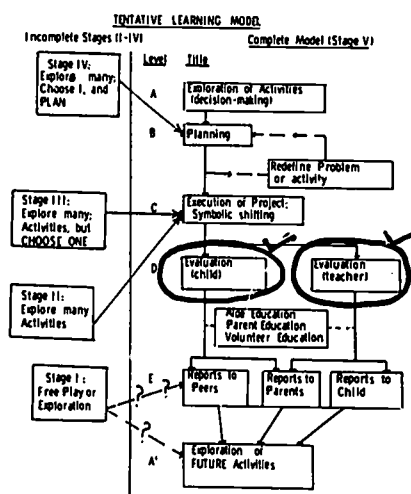 TENTATIVE LEARNING MODEL
Incomplete Stages (I-IV)
Complete Model (Stage V)
Level Title
Stage IV:
Explore many;
Choose 1, and
PLAN
A
Exploration of Activities
(decision-making)
B
Planning
Redefine Problem
or activity
Stage III:
Explore many;
Activities, but
CHOOSE ONE
C
Execution of Project;
Symbolic shifting
D
Evaluation
(child)
Evaluation
(teacher)
Stage II:
Explore many
Activities
Aide Education
Parent Education
Volunteer Education
Stage I:
Free Play or
Exploration
?
?
E
Reports to
Peers
Reports to
Parents
Reports to
Child
A'
Exploration of
FUTURE Activities